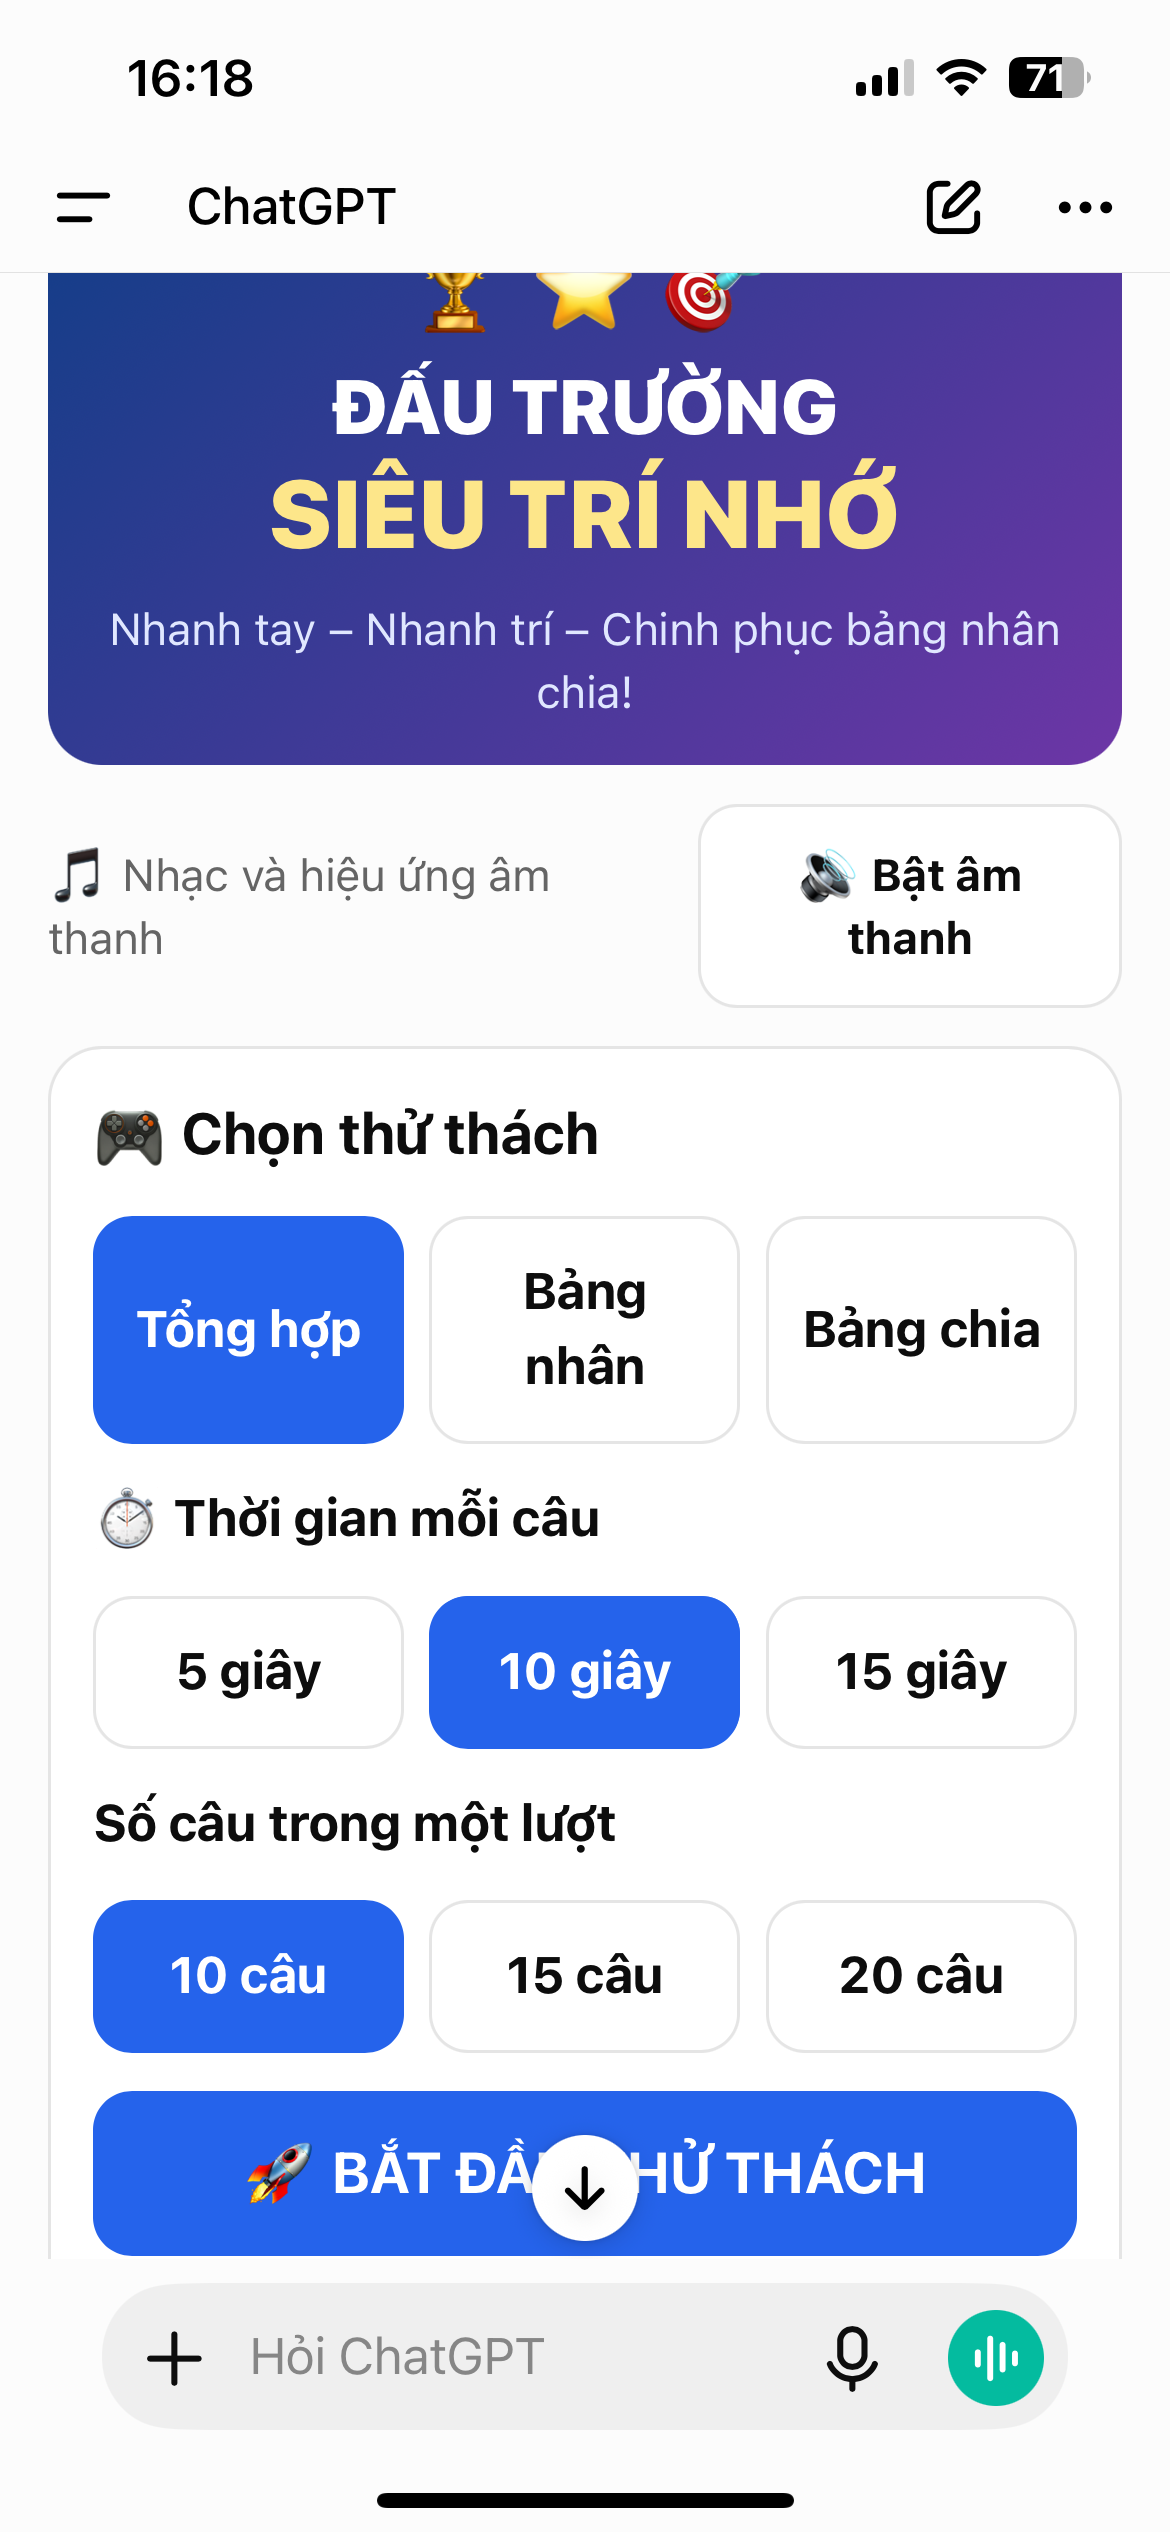 16:18
71
ChatGPT
ĐẤU TRƯỜNG
SIÊU TRÍ NHỚ
Nhanh tay – Nhanh trí – Chinh phục bảng nhân
chia!
Nhạc và hiệu ứng âm
thanh
Bật âm
thanh
Chọn thử thách
Tổng hợp
Bảng
nhân
Bảng chia
Thời gian mỗi câu
5 giây
10 giây
15 giây
Số câu trong một lượt
10 câu
15 câu
20 câu
BẮT THÁCH
Hỏi ChatGPT